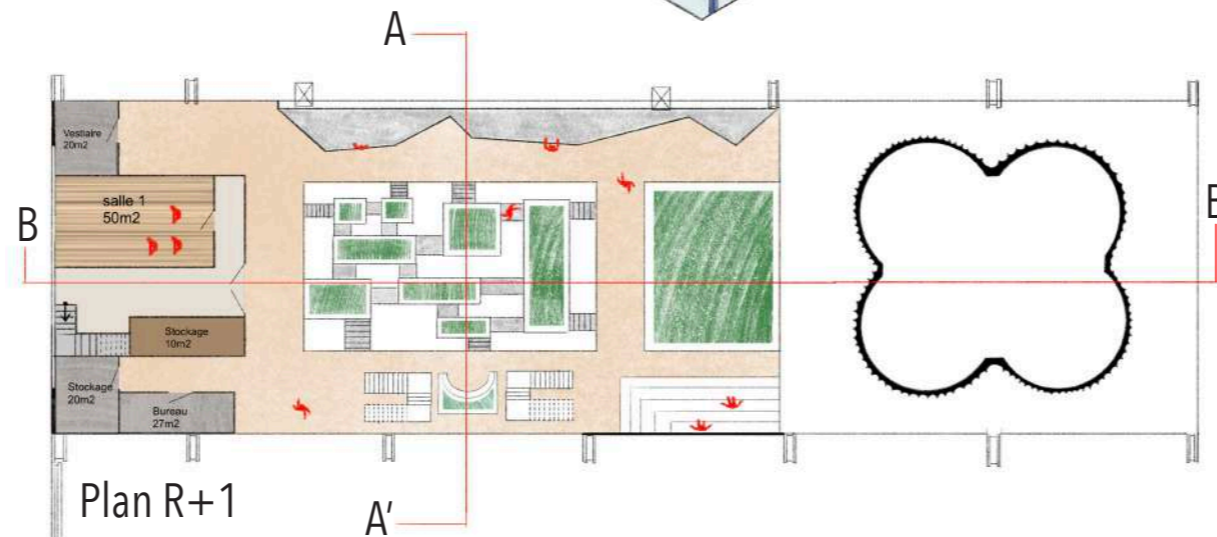 A
Vestiaire
20m2
salle 1
50m2
B
Stockage
10m2
Stockage
20m2
Bureau
27m2
Plan R+1
A'